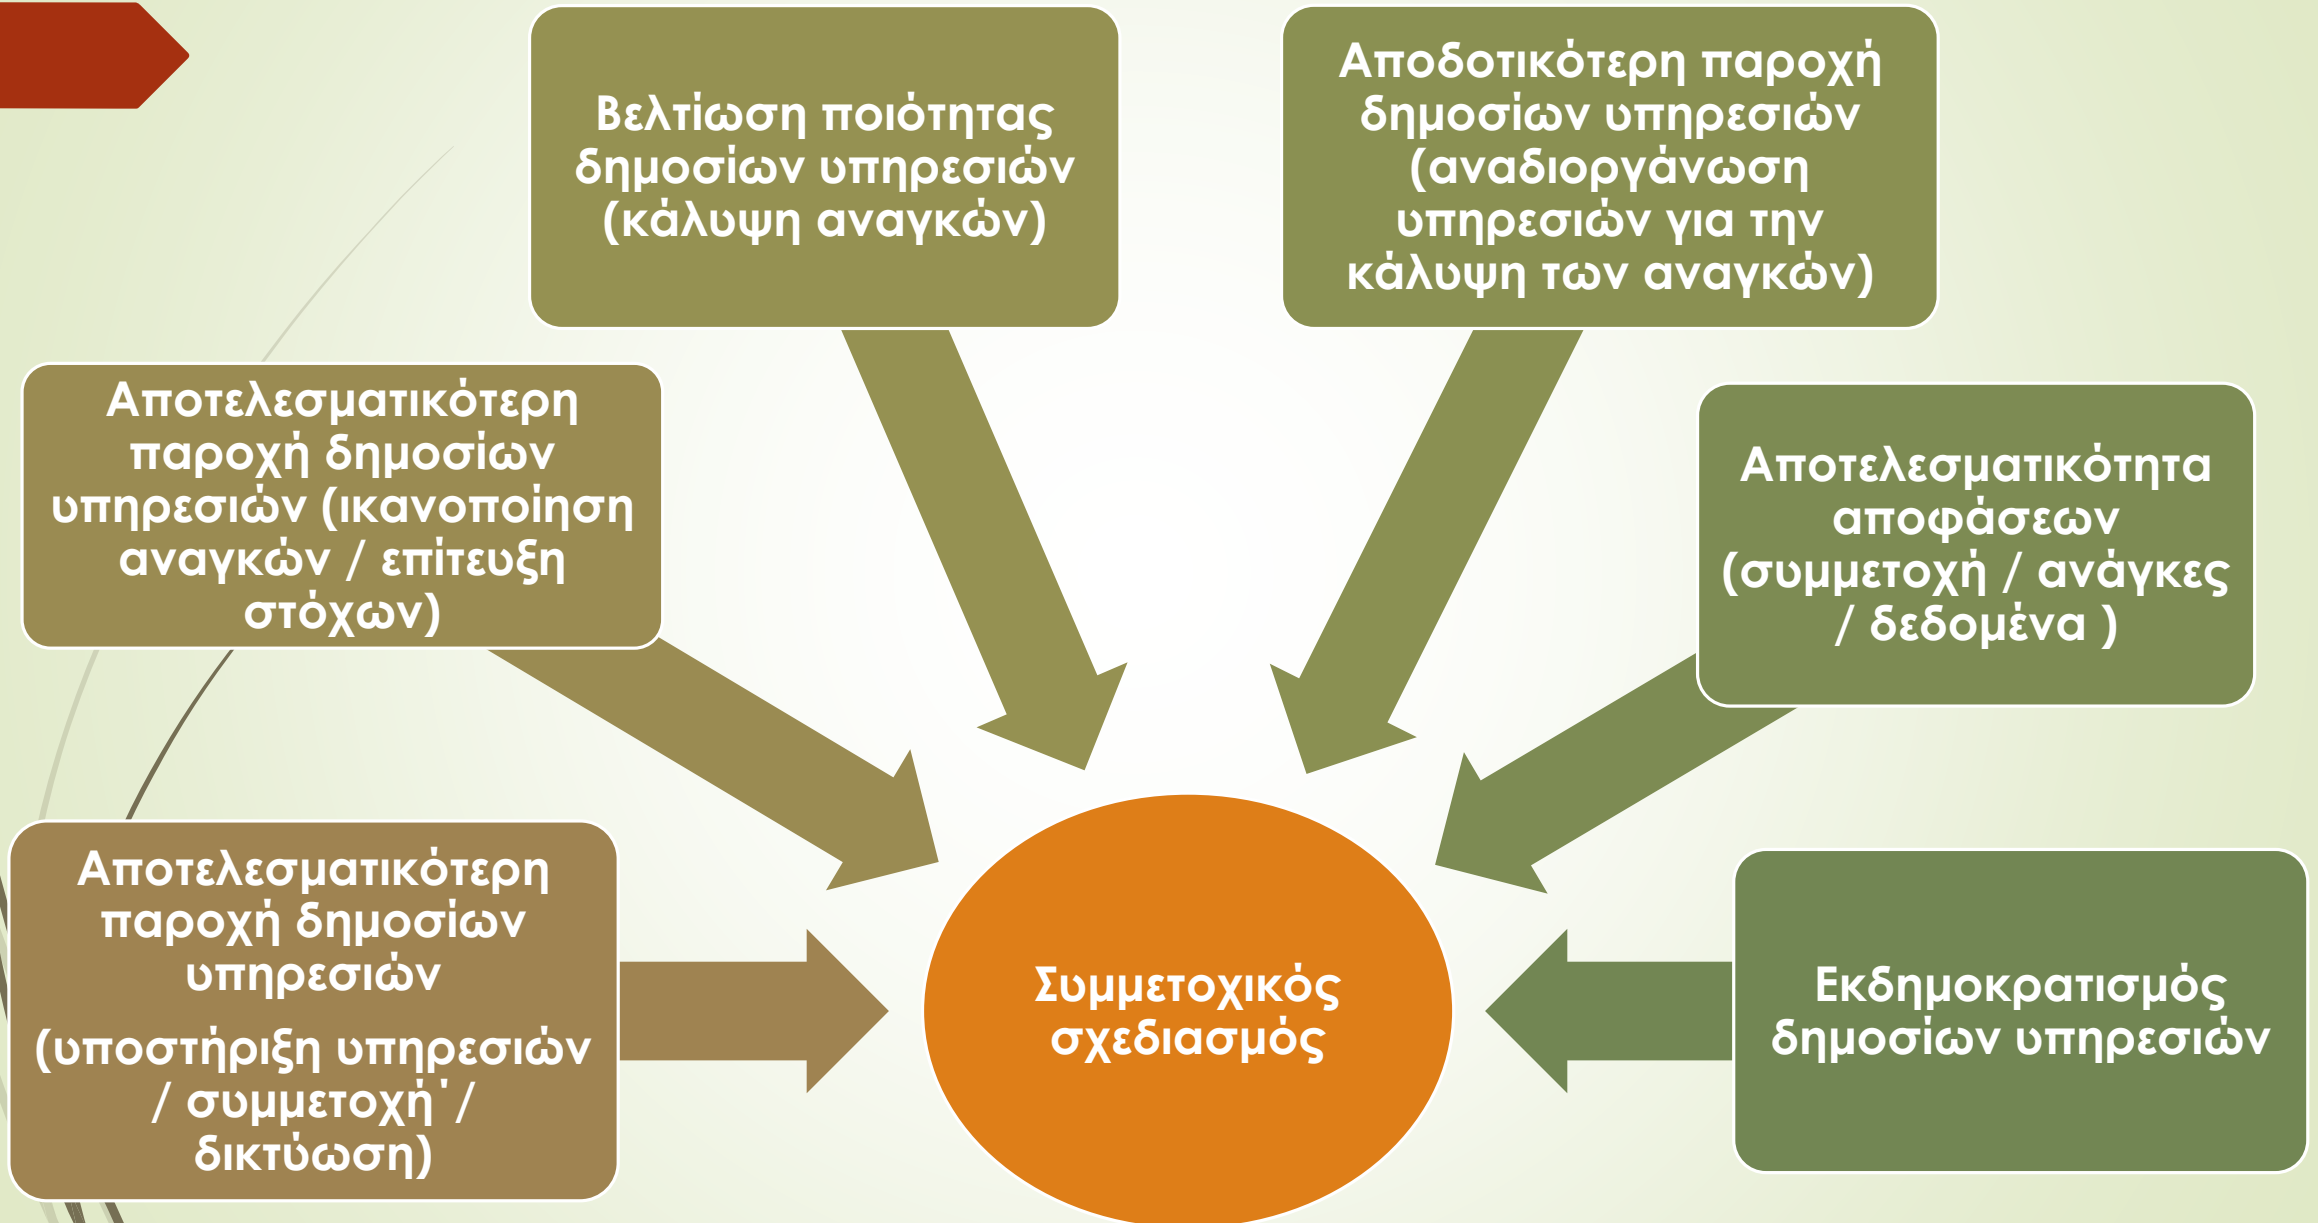 Βελτίωση ποιότητας
δημοσίων υπηρεσιών
(κάλυψη αναγκών)
Αποδοτικότερη παροχή
δημοσίων υπηρεσιών
(αναδιοργάνωση
υπηρεσιών για την
κάλυψη των αναγκών)
Αποτελεσματικότερη
παροχή δημοσίων
υπηρεσιών (ικανοποίηση
αναγκών / επίτευξη
στόχων)
Αποτελεσματικότητα
αποφάσεων
(συμμετοχή / ανάγκες
/ δεδομένα )
Αποτελεσματικότερη
παροχή δημοσίων
υπηρεσιών
(υποστήριξη υπηρεσιών
/ συμμετοχή΄/
δικτύωση)
Συμμετοχικός
σχεδιασμός
Εκδημοκρατισμός
δημοσίων υπηρεσιών